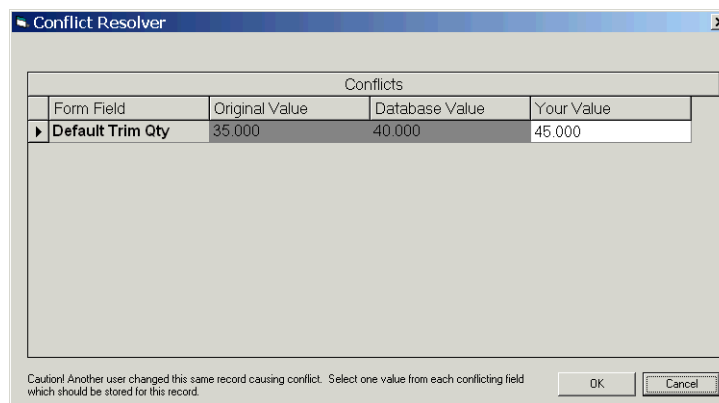 Conflict Resolver
Conflicts
Form Field Original Value Database Value Your Value
Default Trim Qty 35.000 40.000 45.000
Caution! Another user changed this same record causing conflict. Select one value from each conflicting field
which should be stored for this record.
OK Cancel